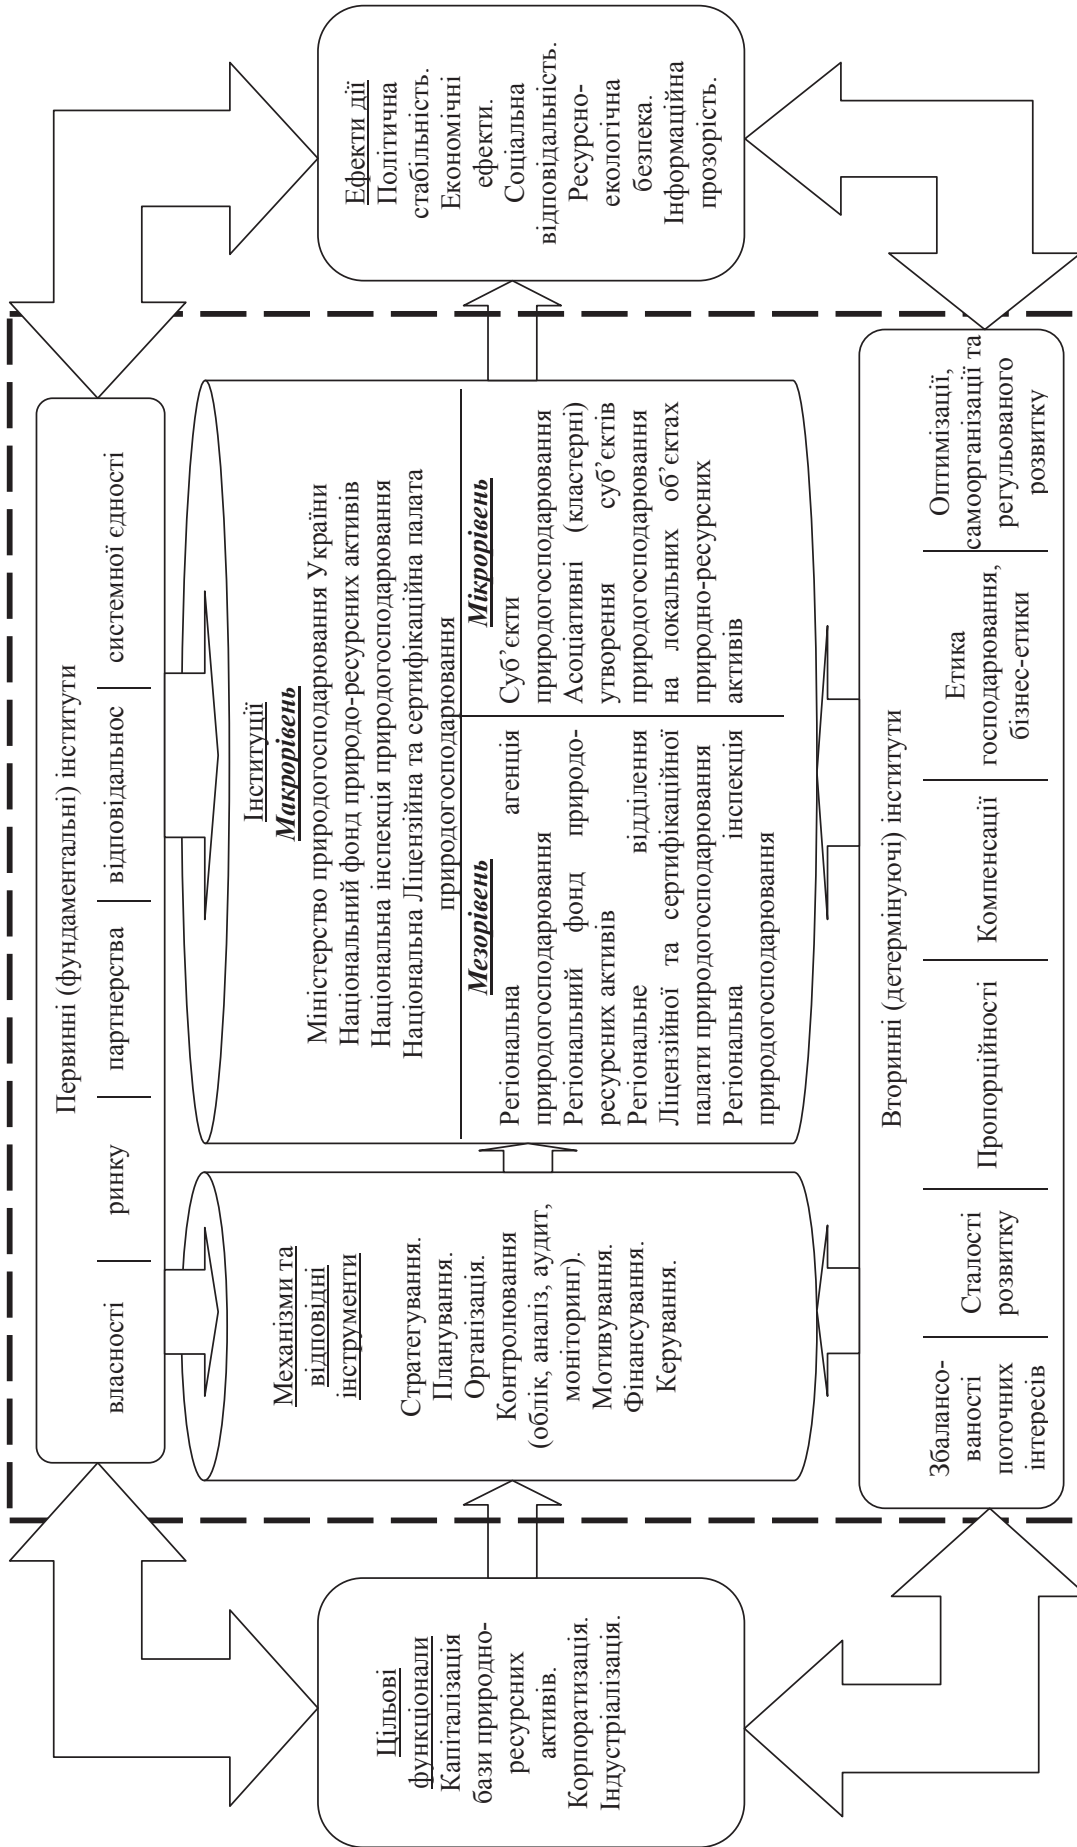 Первинні (фундаментальні) інститути
власності
ринку
партнерства
відповідальнос
системної єдності
Цільові
функціонали
Капіталізація
бази природно-
ресурсних
активів.
Корпоратизація.
Індустріалізація.
Механізми та
відповідні
інструменти
Стратегування.
Планування.
Організація.
Контролювання
(облік, аналіз, аудит,
моніторинг).
Мотивування.
Фінансування.
Керування.
Інституції
Макрорівень
Міністерство природогосподарювання України
Національний фонд природо-ресурсних активів
Національна інспекція природогосподарювання
Національна Ліцензійна та сертифікаційна палата
природогосподарювання
Мезорівень
Регіональна агенція
природогосподарювання
Регіональний фонд природо-
ресурсних активів
Регіональне відділення
Ліцензійної та сертифікаційної
палати природогосподарювання
Регіональна інспекція
природогосподарювання
Мікрорівень
Суб’єкти
природогосподарювання
Асоціативні (кластерні)
утворення суб’єктів
природогосподарювання
на локальних об’єктах
природно-ресурсних
активів
Ефекти дії
Політична
стабільність.
Економічні
ефекти.
Соціальна
відповідальність.
Ресурсно-
екологічна
безпека.
Інформаційна
прозорість.
Вторинні (детермінуючі) інститути
Збалансо-
ваності
поточних
інтересів
Сталості
розвитку
Пропорційності
Компенсації
Етика
господарювання,
бізнес-етики
Оптимізації,
самоорганізації та
регульованого
розвитку